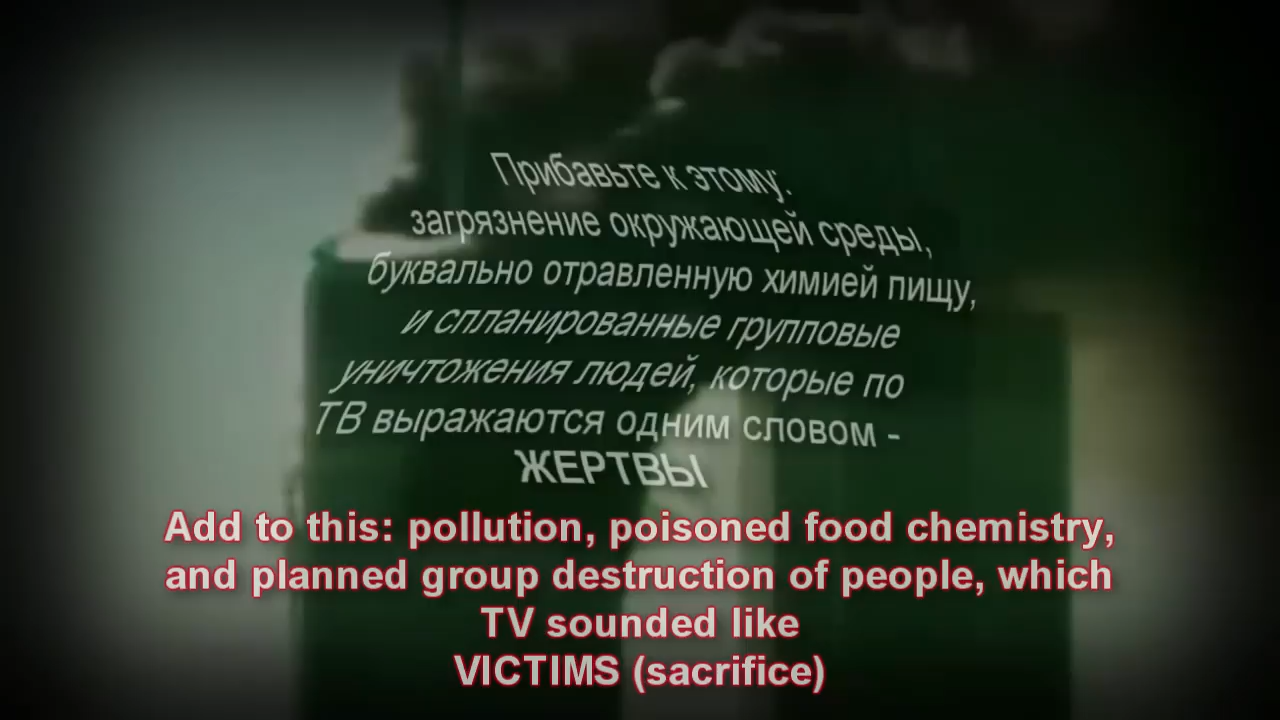 Прибавьте к этому:
загрязнение окружающей среды,
буквально отравленную химией пищу,
и спланированные групповые
уничтожения людей, которые по
ТВ выражаются одним словом -
ЖЕРТВЫ
Add to this: pollution, poisoned food chemistry,
and planned group destruction of people, which
TV sounded like
VICTIMS (sacrifice)